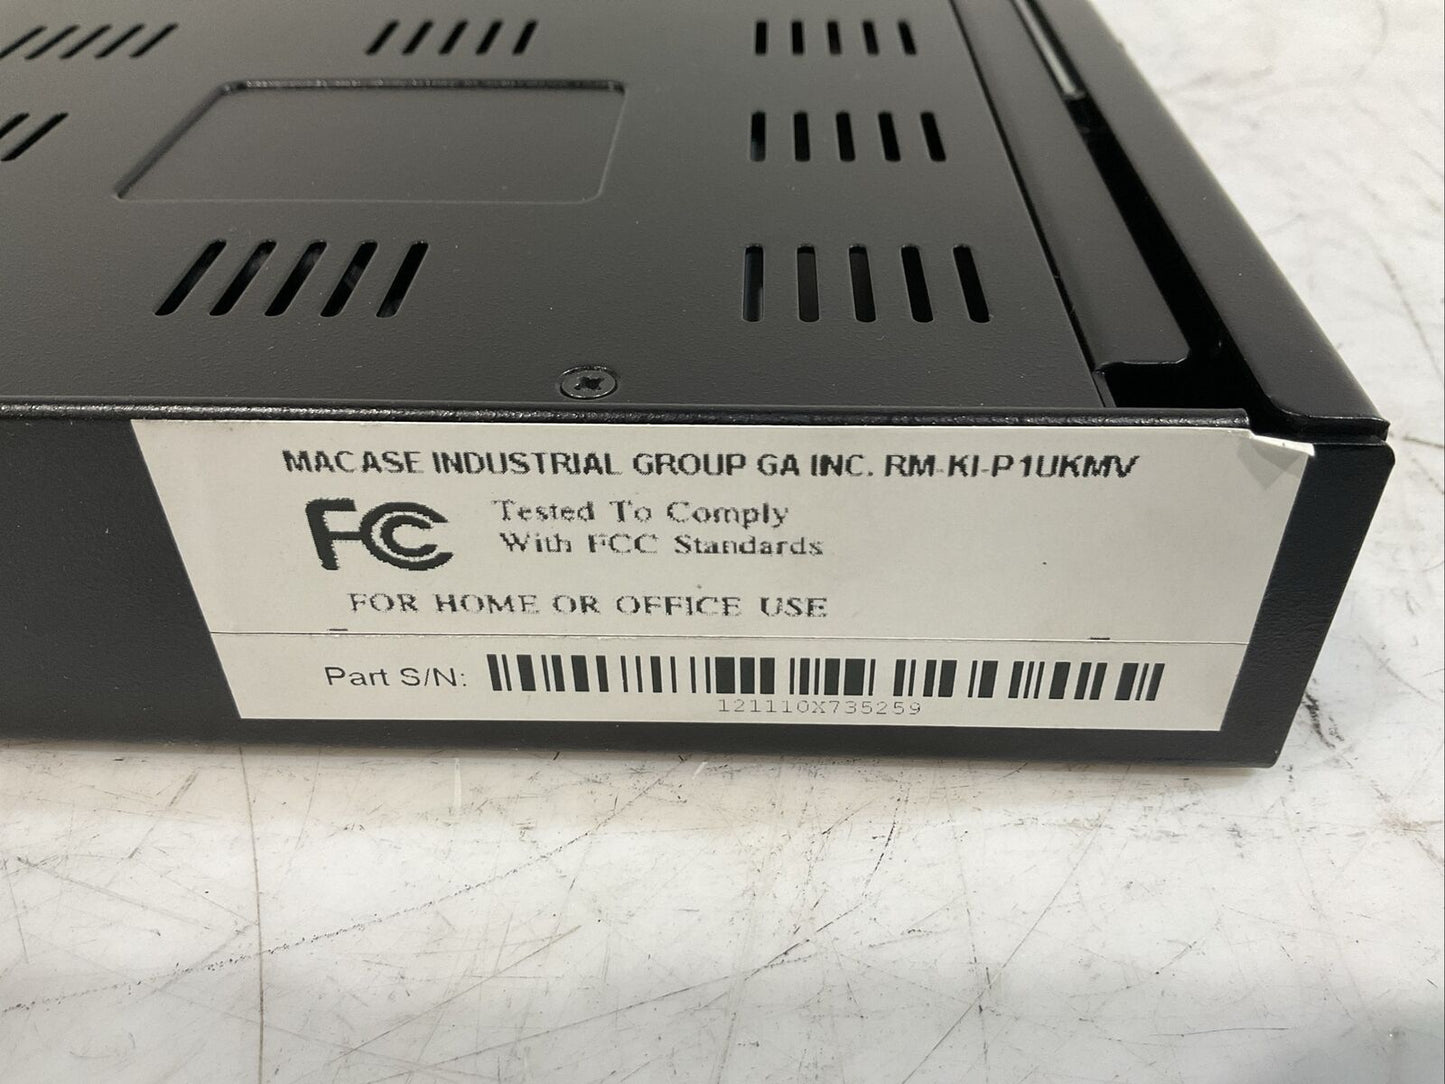 MACASE INDUSTRIAL GROUP GA INC. RM-KI-P1UKMV
FC Tested To Comply
With FCC Standards
FOR HOME OR OFFICE USE
Part S/N:
121110X735259